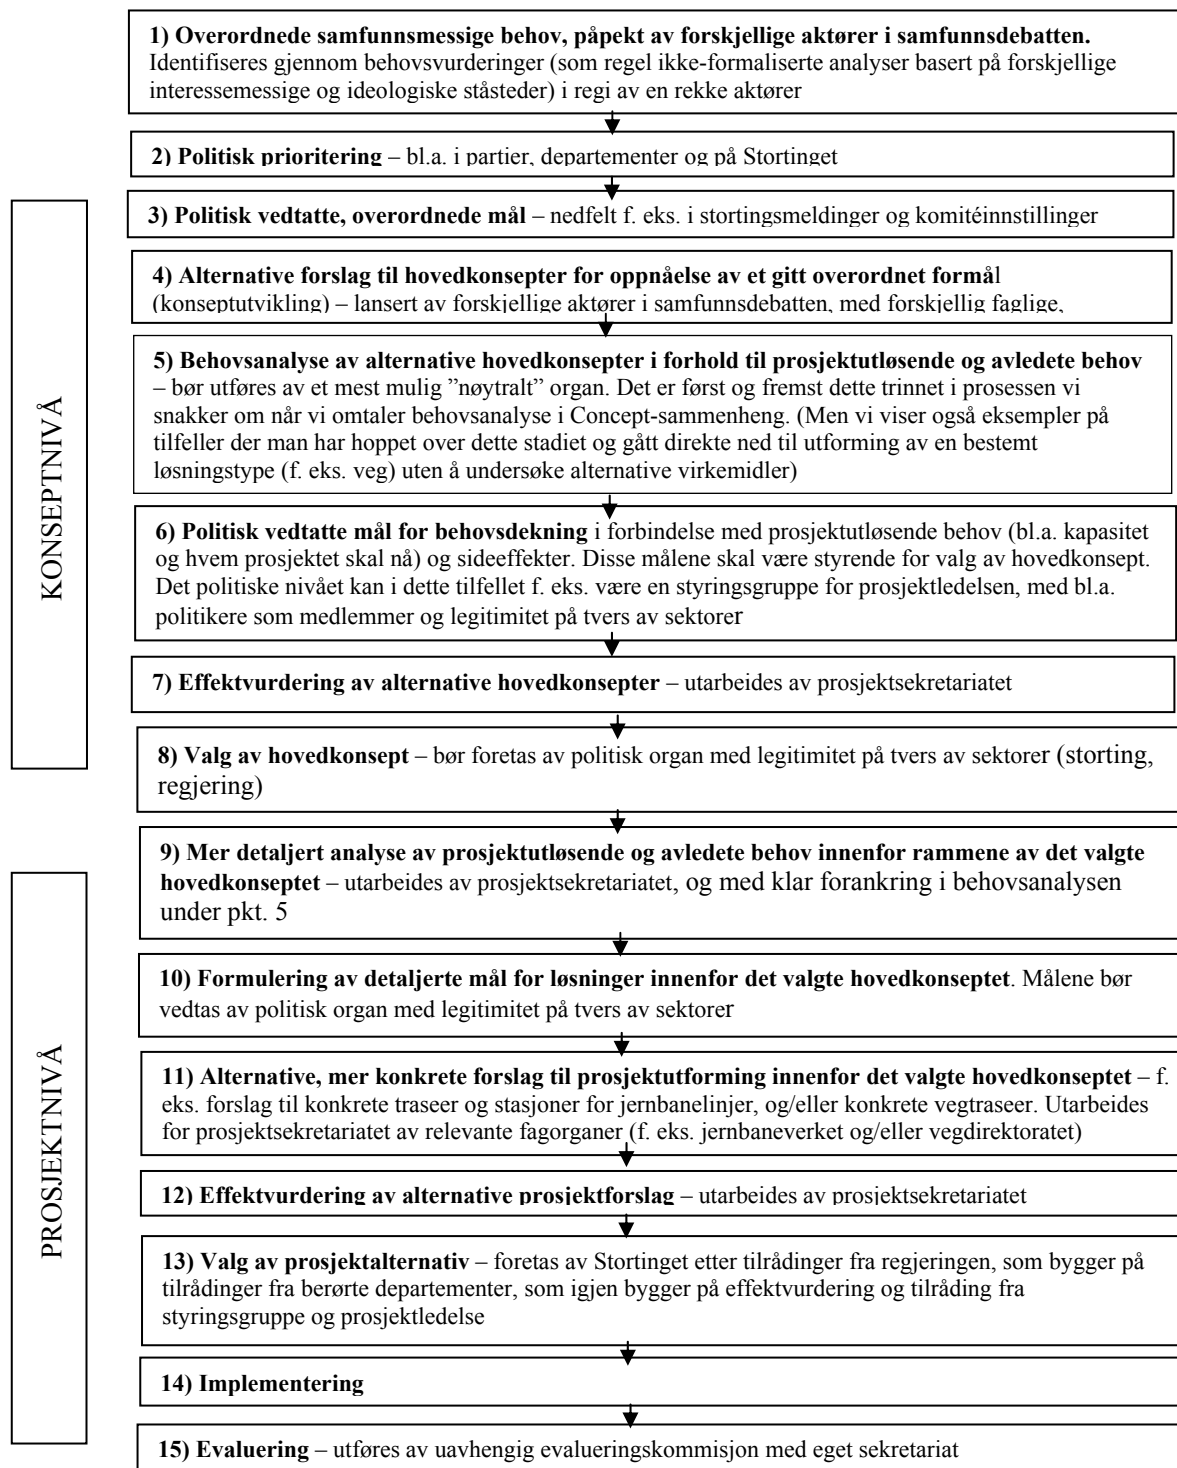 1) Overordnede samfunnsmessige behov, påpekt av forskjellige aktører i samfunnsdebatten.
Identifiseres gjennom behovsvurderinger (som regel ikke-formaliserte analyser basert på forskjellige
interessemessige og ideologiske ståsteder) i regi av en rekke aktører
2) Politisk prioritering – bl.a. i partier, departementer og på Stortinget
KONSEPTNIVÅ
3) Politisk vedtatte, overordnede mål – nedfelt f. eks. i stortingsmeldinger og komitéinnstillinger
4) Alternative forslag til hovedkonsepter for oppnåelse av et gitt overordnet formål
(konseptutvikling) – lansert av forskjellige aktører i samfunnsdebatten, med forskjellig faglige,
5) Behovsanalyse av alternative hovedkonsepter i forhold til prosjektutløsende og avledete behov
– bør utføres av et mest mulig ”nøytralt” organ. Det er først og fremst dette trinnet i prosessen vi
snakker om når vi omtaler behovsanalyse i Concept-sammenheng. (Men vi viser også eksempler på
tilfeller der man har hoppet over dette stadiet og gått direkte ned til utforming av en bestemt
løsningstype (f. eks. veg) uten å undersøke alternative virkemidler)
6) Politisk vedtatte mål for behovsdekning i forbindelse med prosjektutløsende behov (bl.a. kapasitet
og hvem prosjektet skal nå) og sideeffekter. Disse målene skal være styrende for valg av hovedkonsept.
Det politiske nivået kan i dette tilfellet f. eks. være en styringsgruppe for prosjektledelsen, med bl.a.
politikere som medlemmer og legitimitet på tvers av sektorer
7) Effektvurdering av alternative hovedkonsepter – utarbeides av prosjektsekretariatet
8) Valg av hovedkonsept – bør foretas av politisk organ med legitimitet på tvers av sektorer (storting,
regjering)
PROSJEKTNIVÅ
9) Mer detaljert analyse av prosjektutløsende og avledete behov innenfor rammene av det valgte
hovedkonseptet – utarbeides av prosjektsekretariatet, og med klar forankring i behovsanalysen
under pkt. 5
10) Formulering av detaljerte mål for løsninger innenfor det valgte hovedkonseptet. Målene bør
vedtas av politisk organ med legitimitet på tvers av sektorer
11) Alternative, mer konkrete forslag til prosjektutforming innenfor det valgte hovedkonseptet – f.
eks. forslag til konkrete traseer og stasjoner for jernbanelinjer, og/eller konkrete vegtraseer. Utarbeides
for prosjektsekretariatet av relevante fagorganer (f. eks. jernbaneverket og/eller vegdirektoratet)
12) Effektvurdering av alternative prosjektforslag – utarbeides av prosjektsekretariatet
13) Valg av prosjektalternativ – foretas av Stortinget etter tilrådinger fra regjeringen, som bygger på
tilrådinger fra berørte departementer, som igjen bygger på effektvurdering og tilråding fra
styringsgruppe og prosjektledelse
14) Implementering
15) Evaluering – utføres av uavhengig evalueringskommisjon med eget sekretariat